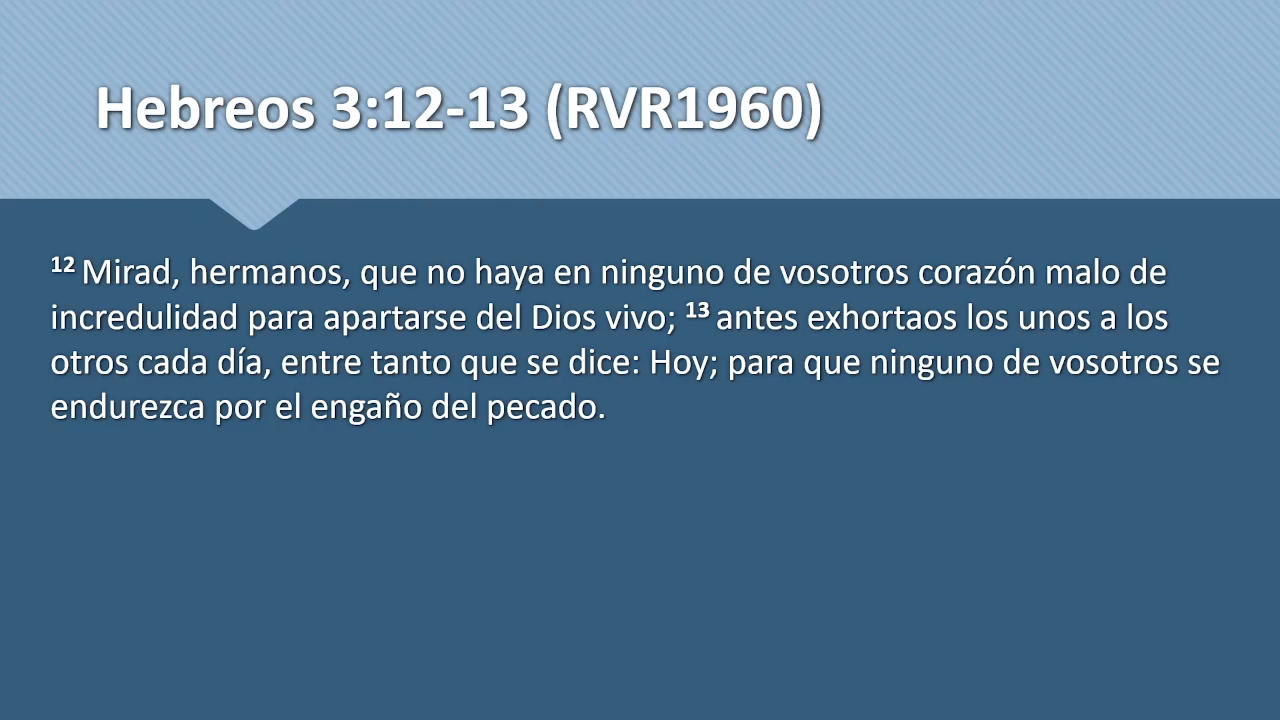 Hebreos 3:12-13 (RVR1960)
12 Mirad, hermanos, que no haya en ninguno de vosotros corazón malo de
incredulidad para apartarse del Dios vivo; 13 antes exhortaos los unos a los
otros cada día, entre tanto que se dice: Hoy; para que ninguno de vosotros se
endurezca por el engaño del pecado.